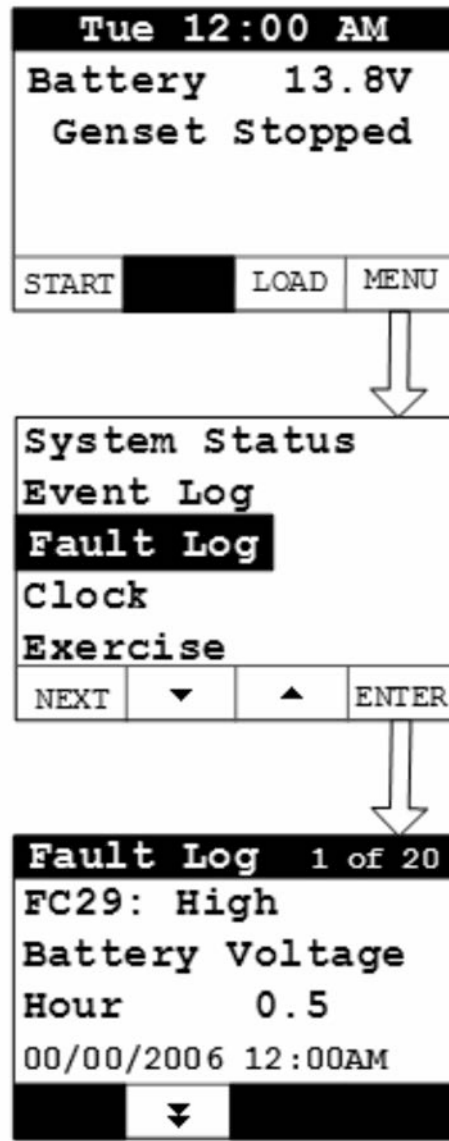 Tue 12:00 AM
Battery 13.8V
Genset Stopped
START LOAD MENU
System Status
Event Log
Fault Log
Clock
Exercise
NEXT ▼ ▲ ENTER
Fault Log 1 of 20
FC29: High
Battery Voltage
Hour 0.5
00/00/2006 12:00AM